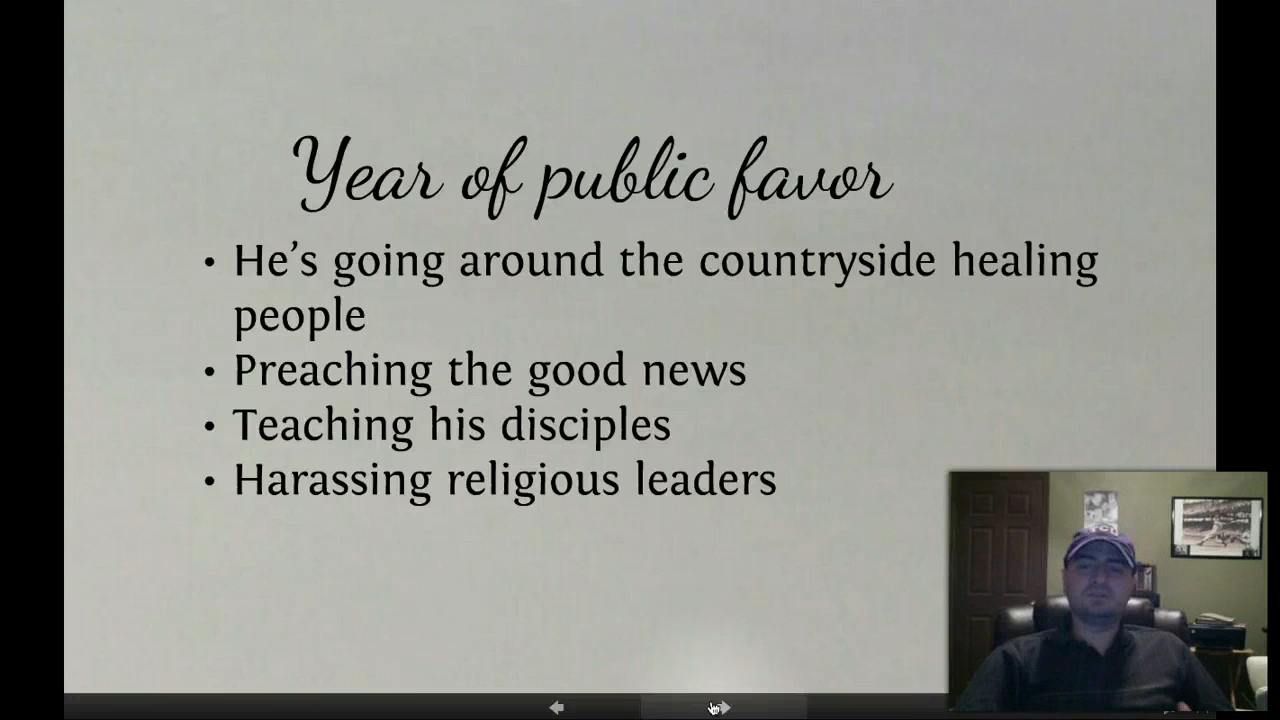 Year of public favor
• He’s going around the countryside healing
people
• Preaching the good news
• Teaching his disciples
• Harassing religious leaders